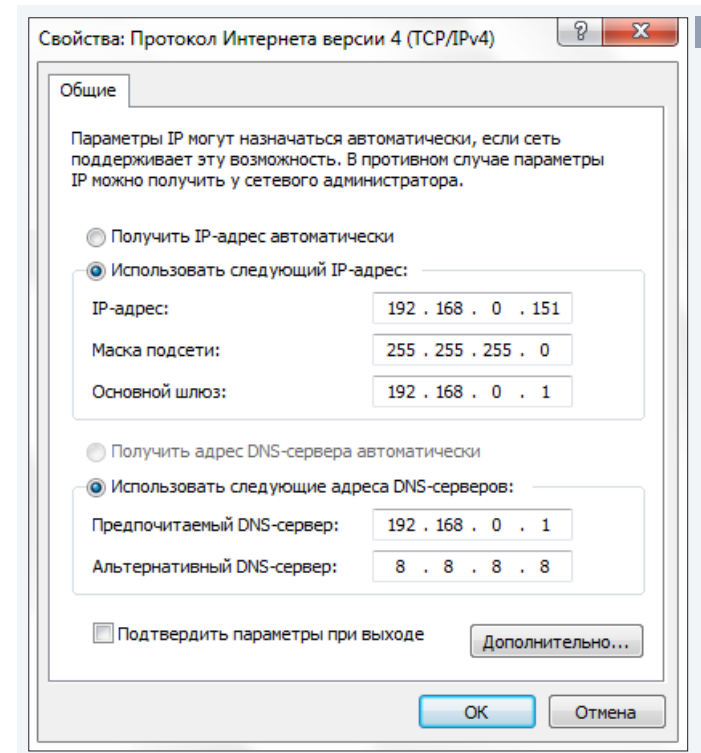 Свойства: Протокол Интернета версии 4 (TCP/IPv4)
Общие
Параметры IP могут назначаться автоматически, если сеть
поддерживает эту возможность. В противном случае параметры
IP можно получить у сетевого администратора.
Получить IP-адрес автоматически
Использовать следующий IP-адрес:
IP-адрес: 192 . 168 . 0 . 151
Маска подсети: 255 . 255 . 255 . 0
Основной шлюз: 192 . 168 . 0 . 1
Получить адрес DNS-сервера автоматически
Использовать следующие адреса DNS-серверов:
Предпочитаемый DNS-сервер: 192 . 168 . 0 . 1
Альтернативный DNS-сервер: 8 . 8 . 8 . 8
Подтвердить параметры при выходе
Дополнительно...
ОК Отмена